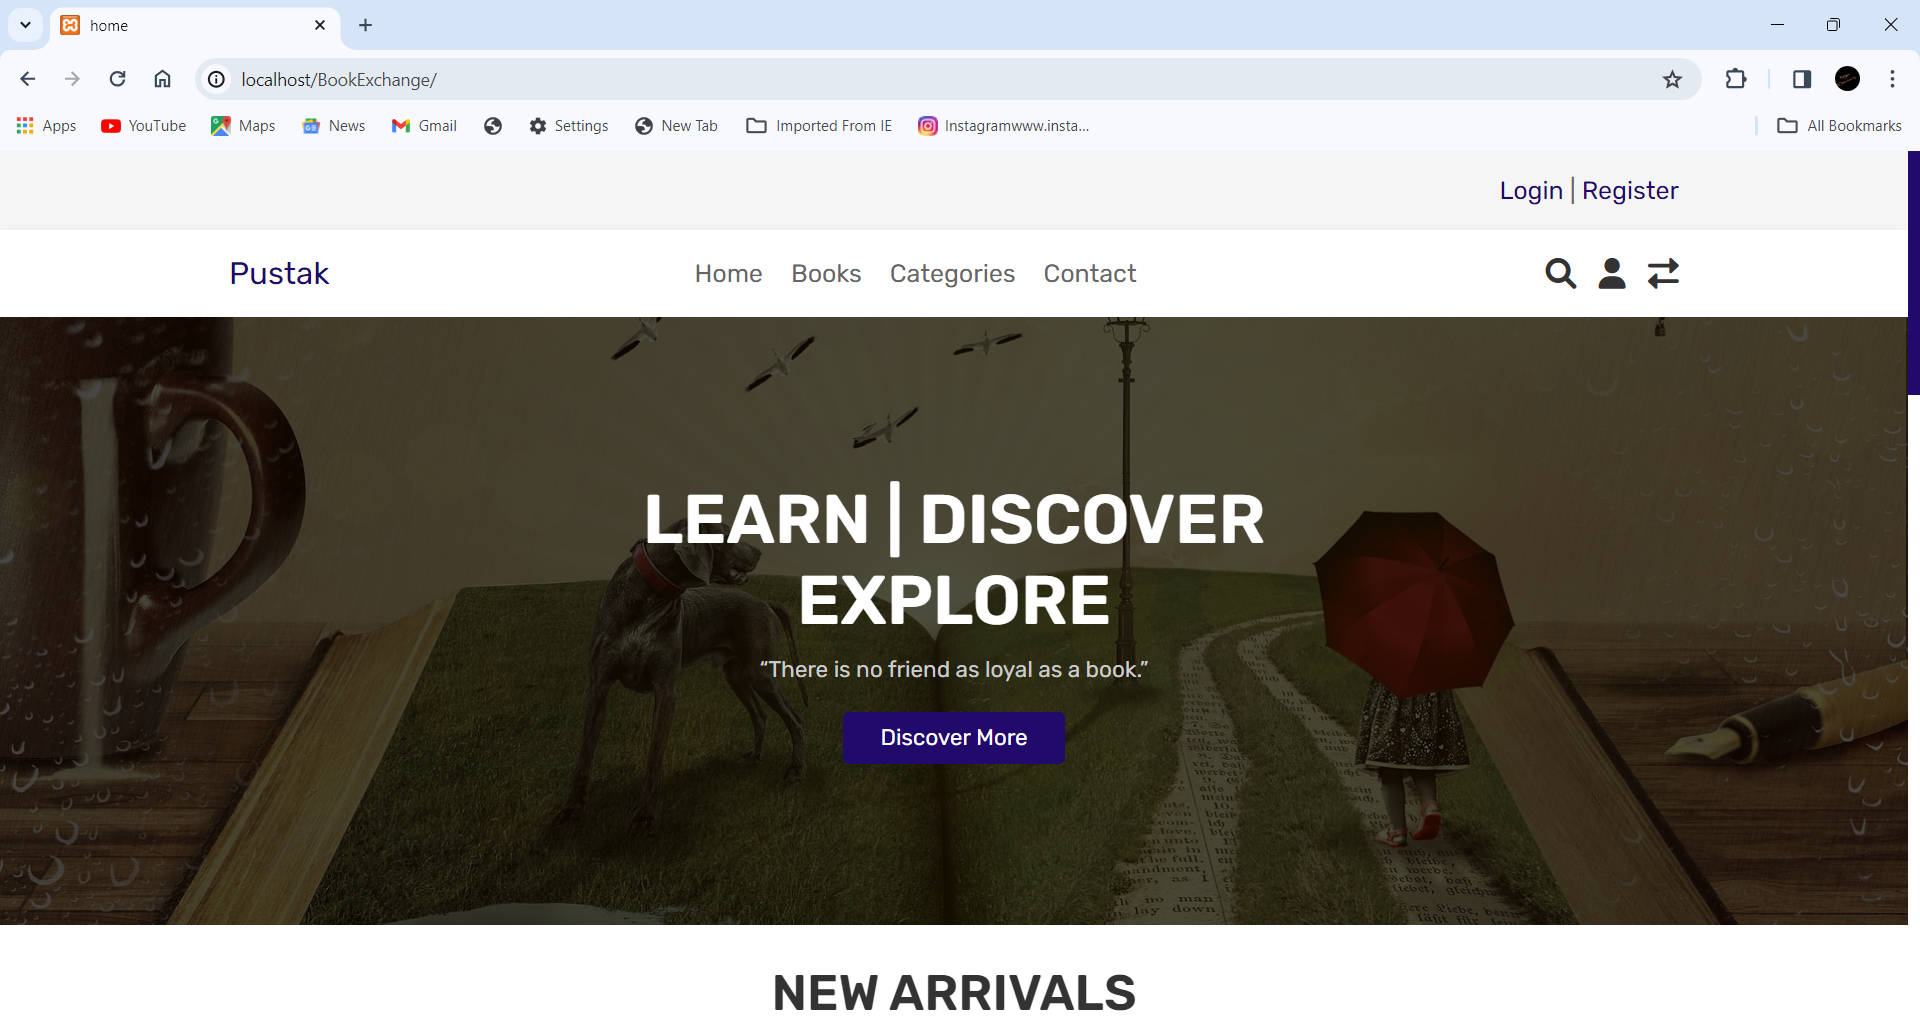 home
localhost/BookExchange/
Apps YouTube Maps News Gmail Settings New Tab Imported From IE Instagramwww.insta... All Bookmarks
Login | Register
Pustak Home Books Categories Contact
LEARN | DISCOVER
EXPLORE
“There is no friend as loyal as a book.”
Discover More
NEW ARRIVALS